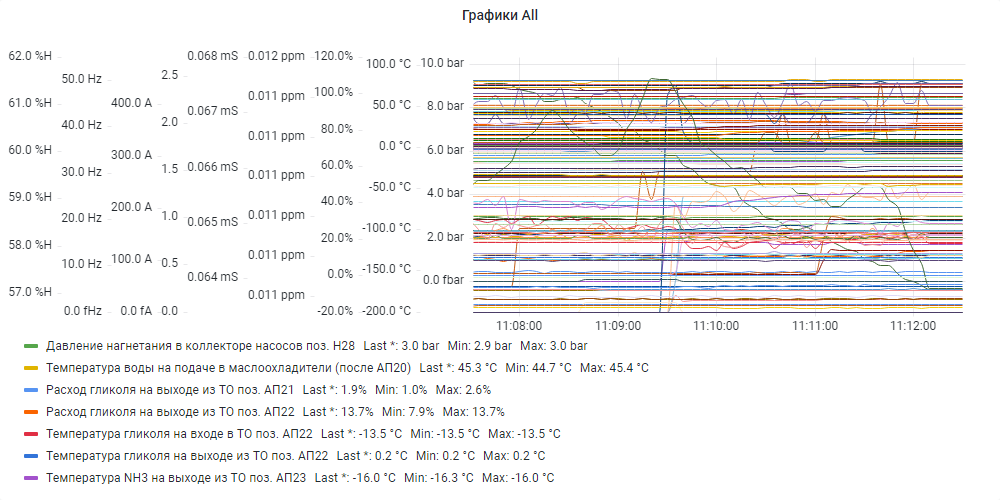 Графики All
62.0 %H
61.0 %H
60.0 %H
59.0 %H
58.0 %H
57.0 %H
50.0 Hz
40.0 Hz
30.0 Hz
20.0 Hz
10.0 Hz
0.0 fHz
400.0 A
300.0 A
200.0 A
100.0 A
0.0 fA
2.5
2.0
1.5
1.0
0.5
0.0
0.068 mS
0.067 mS
0.066 mS
0.065 mS
0.064 mS
0.012 ppm
0.011 ppm
0.011 ppm
0.011 ppm
0.011 ppm
0.011 ppm
0.011 ppm
120.0%
100.0%
80.0%
60.0%
40.0%
20.0%
0.0%
-20.0%
100.0 °C
50.0 °C
0.0 °C
-50.0 °C
-100.0 °C
-150.0 °C
-200.0 °C
10.0 bar
8.0 bar
6.0 bar
4.0 bar
2.0 bar
0.0 bar
11:08:00 11:09:00 11:10:00 11:11:00 11:12:00
Давление нагнетания в коллекторе насосов поз. Н28 Last *: 3.0 bar Min: 2.9 bar Max: 3.0 bar
Температура воды на подаче в маслоохладители (после АП20) Last *: 45.3 °C Min: 44.7 °C Max: 45.4 °C
Расход гликоля на выходе из ТО поз. АП21 Last *: 1.9% Min: 1.0% Max: 2.6%
Расход гликоля на выходе из ТО поз. АП22 Last *: 13.7% Min: 7.9% Max: 13.7%
Температура гликоля на входе в ТО поз. АП22 Last *: -13.5 °C Min: -13.5 °C Max: -13.5 °C
Температура гликоля на выходе из ТО поз. АП22 Last *: 0.2 °C Min: 0.2 °C Max: 0.2 °C
Температура NH3 на выходе из ТО поз. АП23 Last *: -16.0 °C Min: -16.3 °C Max: -16.0 °C